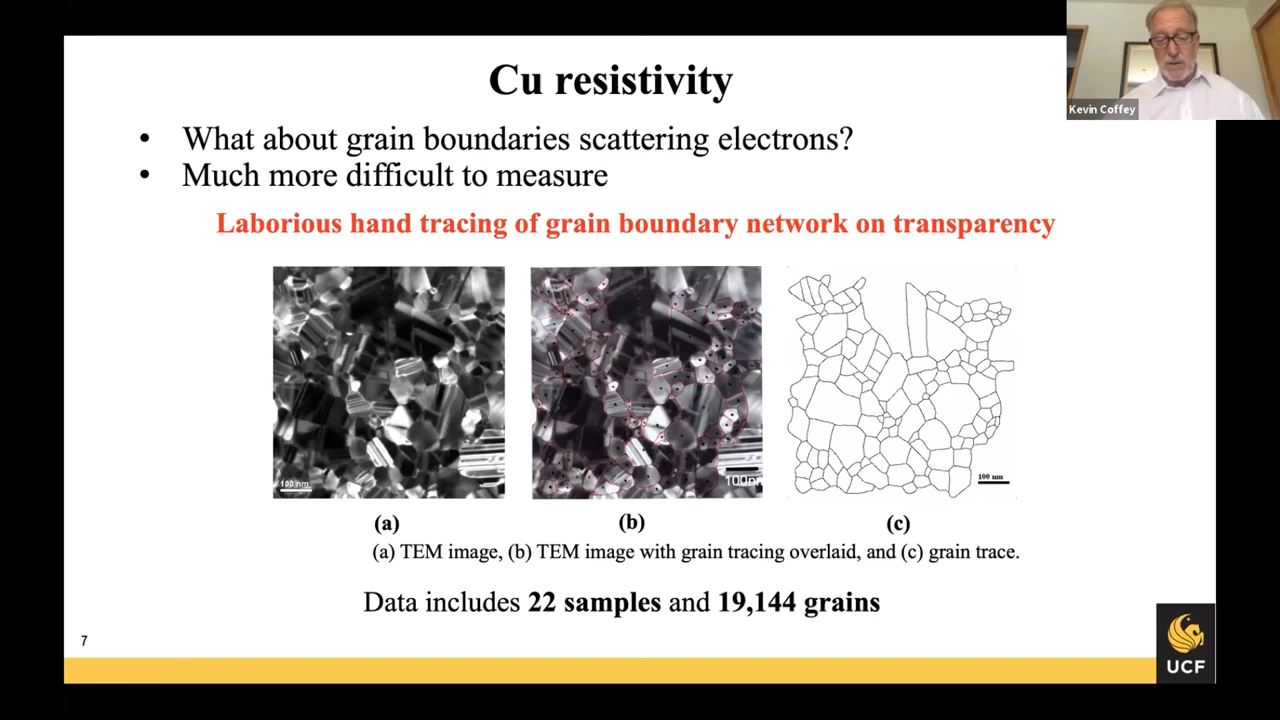 Cu resistivity
Kevin Coffey
• What about grain boundaries scattering electrons?
• Much more difficult to measure
Laborious hand tracing of grain boundary network on transparency
100 nm
100nm
100 nm
(a)
(b)
(c)
(a) TEM image, (b) TEM image with grain tracing overlaid, and (c) grain trace.
Data includes 22 samples and 19,144 grains
7
UCF